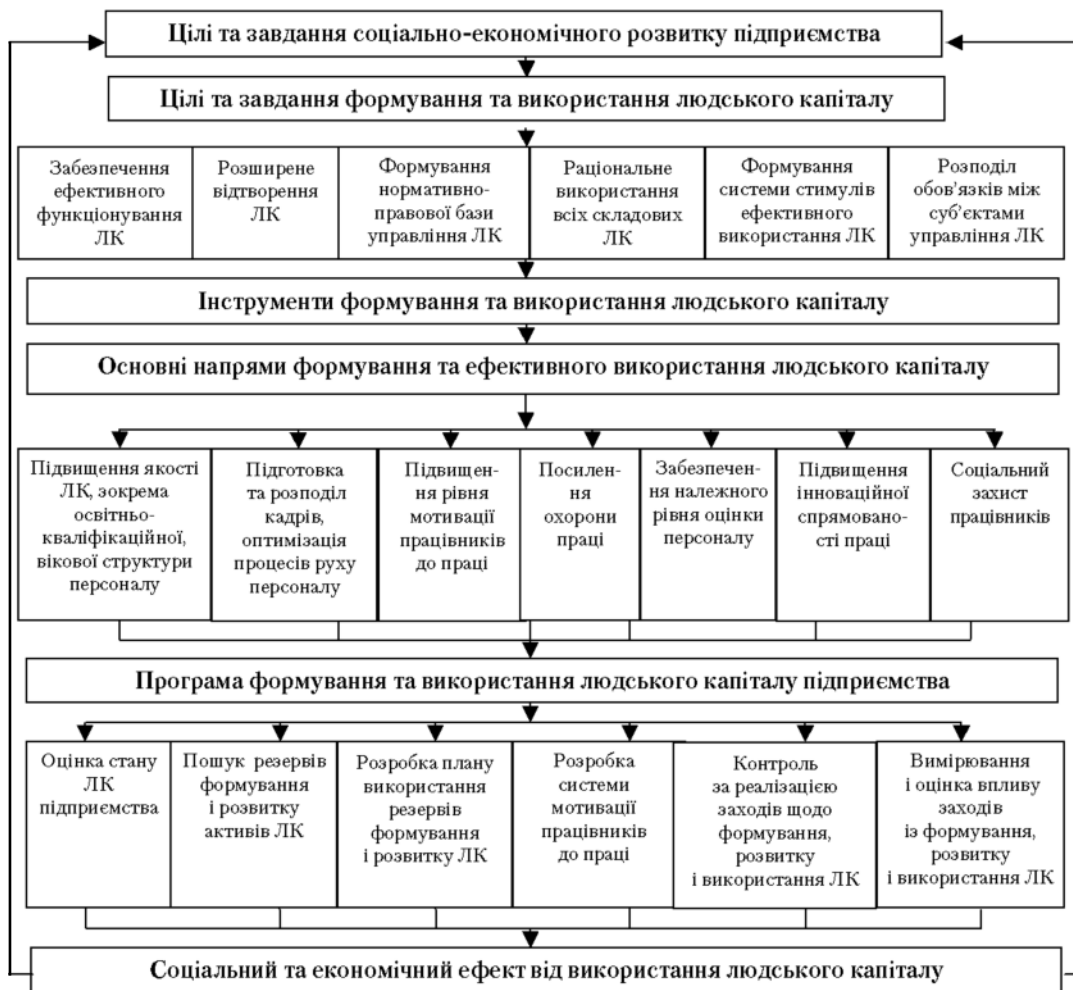 Цілі та завдання соціально-економічного розвитку підприємства
Цілі та завдання формування та використання людського капіталу
Забезпечення
ефективного
функціонування
ЛК
Розширене
відтворення
ЛК
Формування
нормативно-
правової бази
управління ЛК
Раціональне
використання
всіх складових
ЛК
Формування
системи стимулів
ефективного
використання ЛК
Розподіл
обов’язків між
суб’єктами
управління ЛК
Інструменти формування та використання людського капіталу
Основні напрями формування та ефективного використання людського капіталу
Підвищення якості
ЛК, зокрема
освітньо-
кваліфікаційної,
вікової структури
персоналу
Підготовка
та розподіл
кадрів,
оптимізація
процесів руху
персоналу
Підвищен-
ня рівня
мотивації
працівників
до праці
Посилен-
ня
охорони
праці
Забезпечен-
ня належного
рівня оцінки
персоналу
Підвищення
інноваційної
спрямовано-
сті праці
Соціальний
захист
працівників
Програма формування та використання людського капіталу підприємства
Оцінка стану
ЛК
підприємства
Пошук резервів
формування
і розвитку
активів ЛК
Розробка плану
використання
резервів
формування
і розвитку ЛК
Розробка
системи
мотивації
працівників
до праці
Контроль
за реалізацією
заходів щодо
формування,
розвитку
і використання ЛК
Вимірювання
і оцінка впливу
заходів
із формування,
розвитку
і використання ЛК
Соціальний та економічний ефект від використання людського капіталу